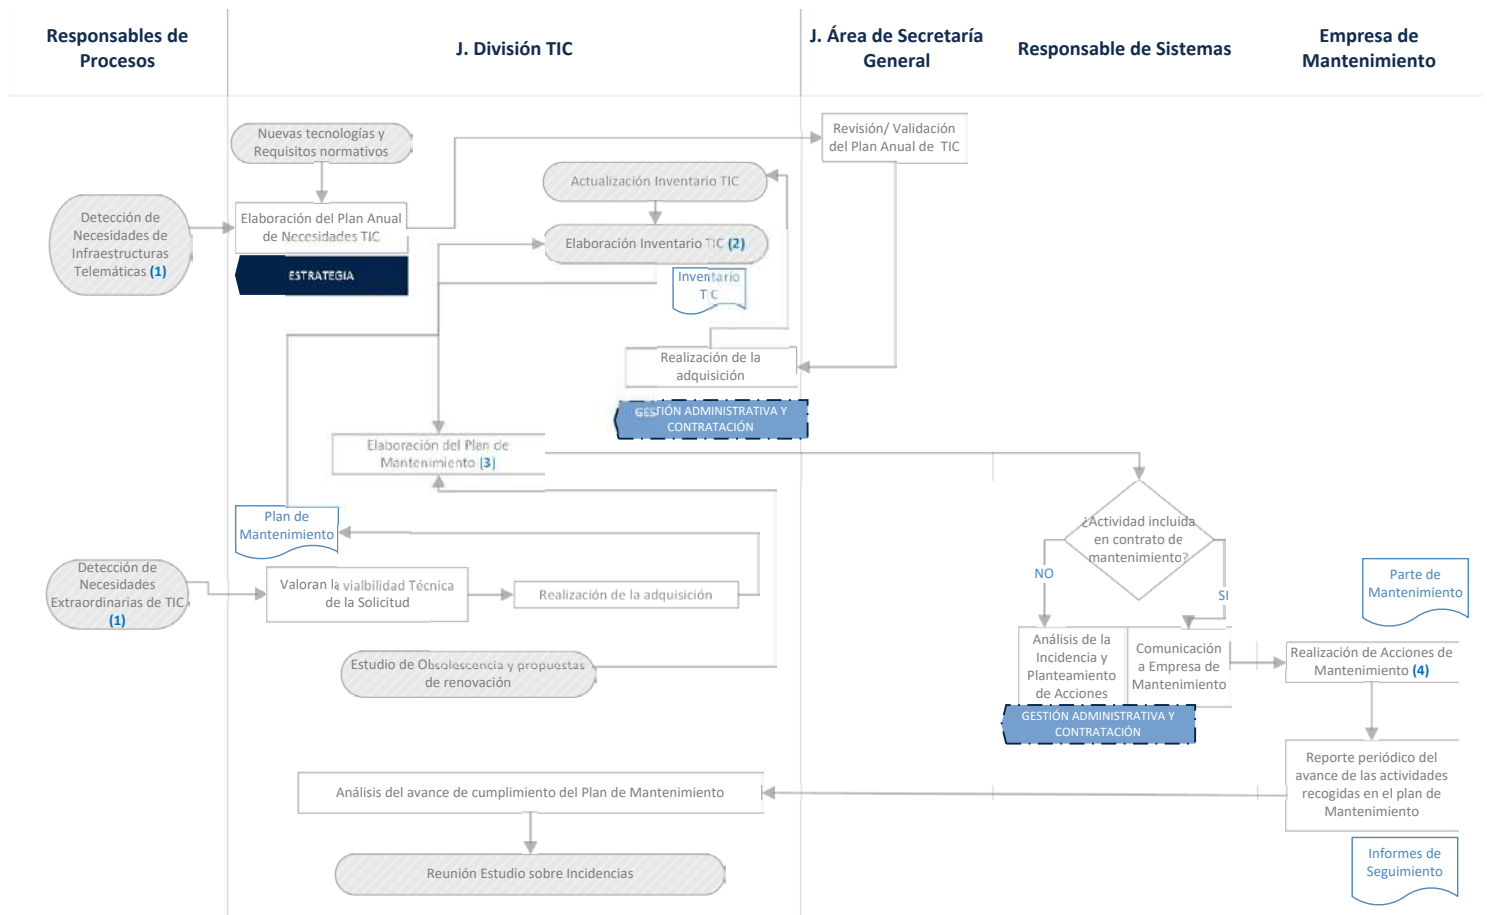 Responsables de
Procesos
J. División TIC
J. Área de Secretaría
General
Responsable de Sistemas
Empresa de
Mantenimiento
Nuevas tecnologías y
Requisitos normativos
Revisión/ Validación
del Plan Anual de TIC
Actualización Inventario TIC
Detección de
Necesidades de
Infraestructuras
Telemáticas (1)
Elaboración del Plan Anual
de Necesidades TIC
Elaboración Inventario TIC (2)
ESTRATEGIA
Inventario
TIC
Realización de la
adquisición
GESTIÓN ADMINISTRATIVA Y
CONTRATACIÓN
Elaboración del Plan de
Mantenimiento (3)
Plan de
Mantenimiento
¿Actividad incluida
en contrato de
mantenimiento?
NO
SI
Detección de
Necesidades
Extraordinarias de TIC
(1)
Valoran la vialbilidad Técnica
de la Solicitud
Realización de la adquisición
Parte de
Mantenimiento
Análisis de la
Incidencia y
Planteamiento
de Acciones
Comunicación
a Empresa de
Mantenimiento
Realización de Acciones de
Mantenimiento (4)
Estudio de Obsolescencia y propuestas
de renovación
GESTIÓN ADMINISTRATIVA Y
CONTRATACIÓN
Reporte periódico del
avance de las actividades
recogidas en el plan de
Mantenimiento
Análisis del avance de cumplimiento del Plan de Mantenimiento
Reunión Estudio sobre Incidencias
Informes de
Seguimiento